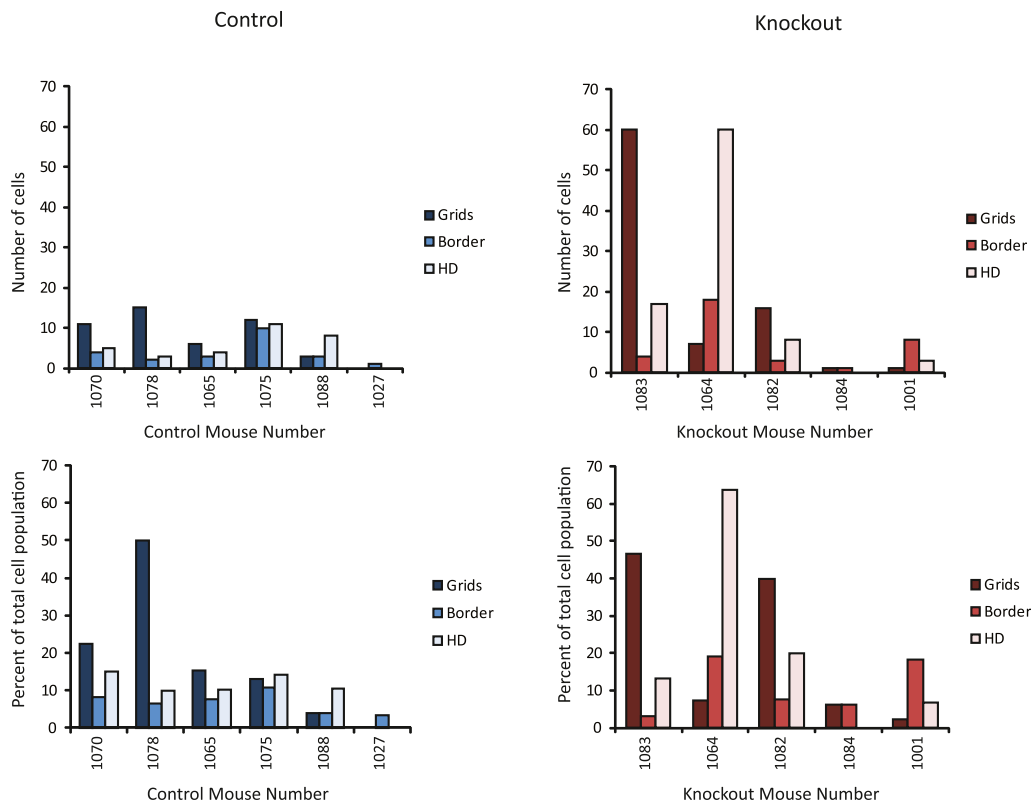 Control
Knockout
Number of cells
70
60
50
40
30
20
10
0
1070
1078
1065
1075
1088
1027
Control Mouse Number
Grids
Border
HD
Number of cells
70
60
50
40
30
20
10
0
1083
1064
1082
1084
1001
Knockout Mouse Number
Grids
Border
HD
Percent of total cell population
70
60
50
40
30
20
10
0
1070
1078
1065
1075
1088
1027
Control Mouse Number
Grids
Border
HD
Percent of total cell population
70
60
50
40
30
20
10
0
1083
1064
1082
1084
1001
Knockout Mouse Number
Grids
Border
HD